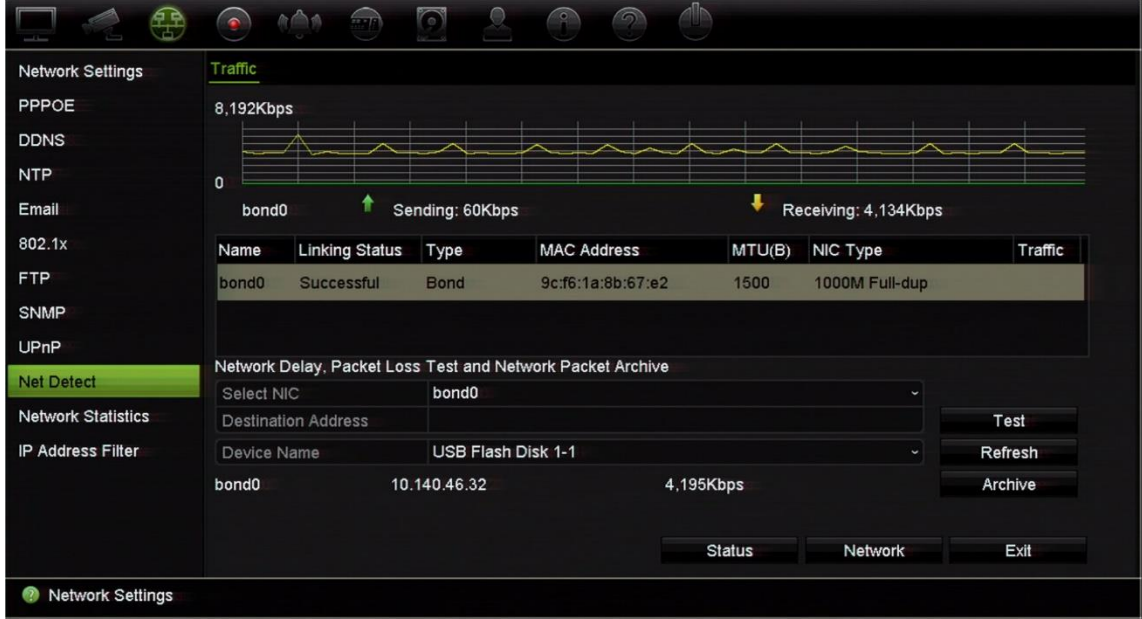 Network Settings
PPPOE
DDNS
NTP
Email
802.1x
FTP
SNMP
UPnP
Net Detect
Network Statistics
IP Address Filter
Traffic
8,192Kbps
0
bond0 Sending: 60Kbps Receiving: 4,134Kbps
Name Linking Status Type MAC Address MTU(B) NIC Type Traffic
bond0 Successful Bond 9c:f6:1a:8b:67:e2 1500 1000M Full-dup
Network Delay, Packet Loss Test and Network Packet Archive
Select NIC bond0
Destination Address Test
Device Name USB Flash Disk 1-1 Refresh
bond0 10.140.46.32 4,195Kbps Archive
Status Network Exit
Network Settings